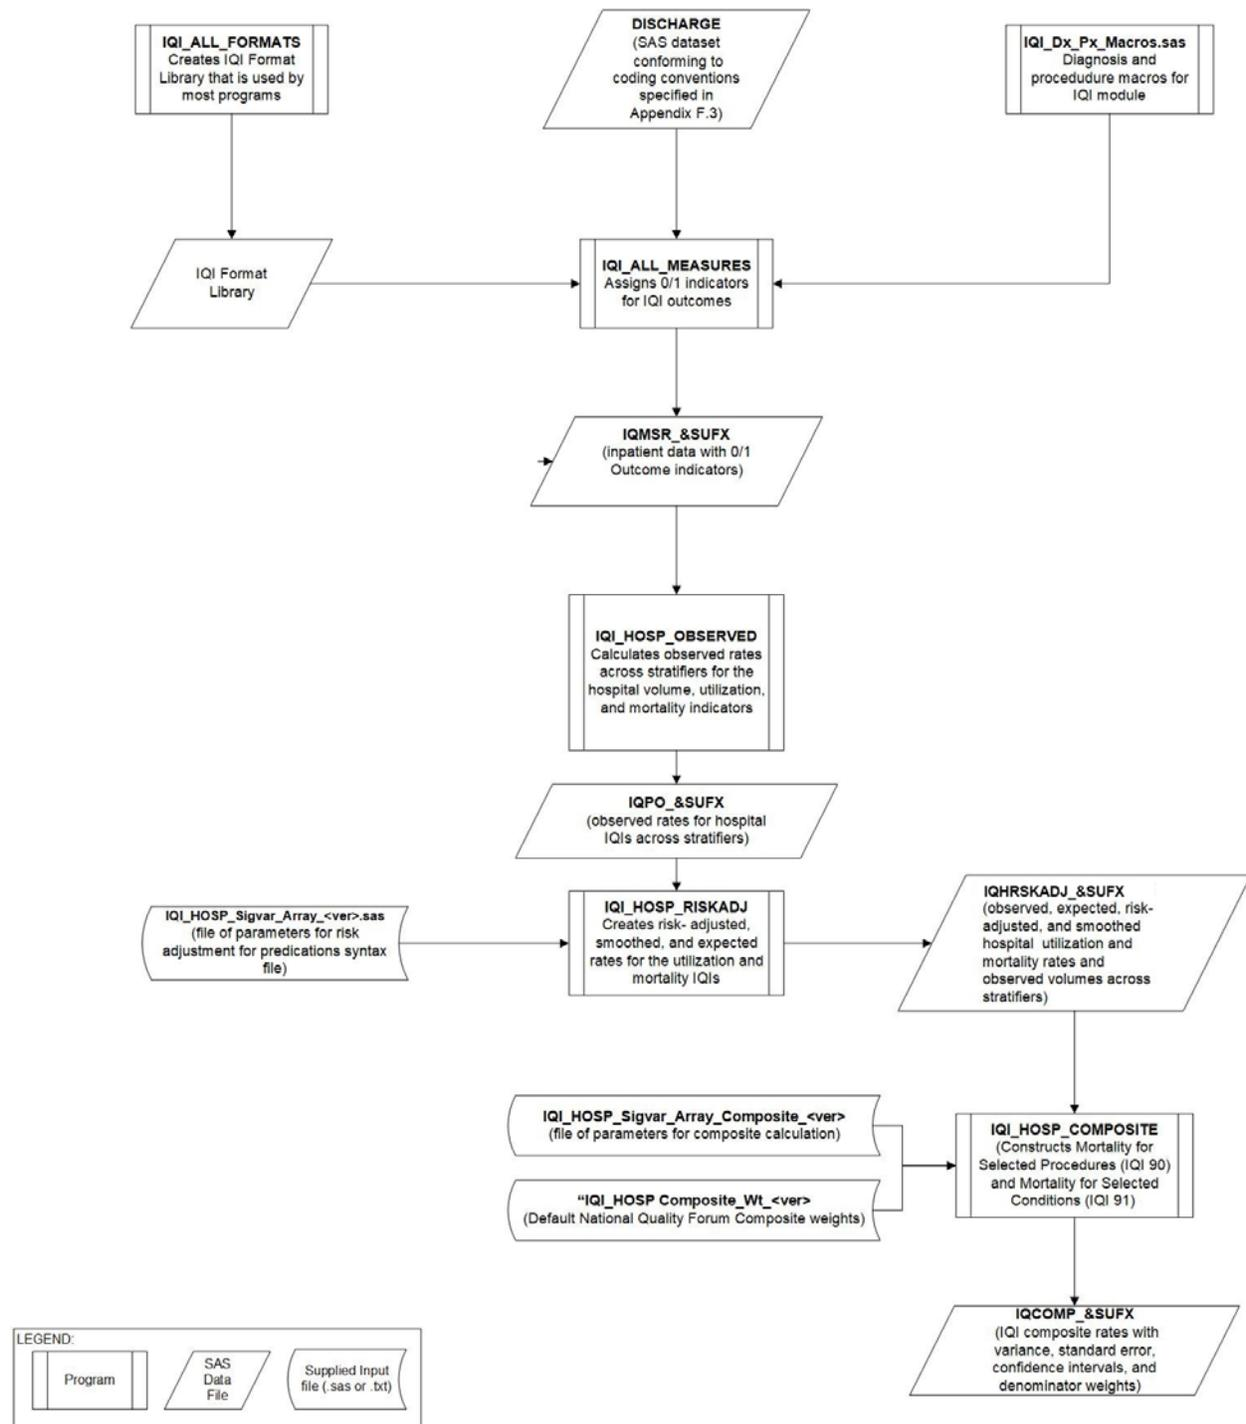 IQI_ALL_FORMATS
Creates IQI Format
Library that is used by
most programs
DISCHARGE
(SAS dataset
conforming to
coding conventions
specified in
Appendix F.3)
IQI_Dx_Px_Macros.sas
Diagnosis and
procedudure macros for
IQI module
IQI Format
Library
IQI_ALL_MEASURES
Assigns 0/1 indicators
for IQI outcomes
IQMSR_&SUFX
(inpatient data with 0/1
Outcome indicators)
IQI_HOSP_OBSERVED
Calculates observed rates
across stratifiers for the
hospital volume, utilization,
and mortality indicators
IQPO_&SUFX
(observed rates for hospital
IQIs across stratifiers)
IQI_HOSP_Sigvar_Array_<ver>.sas
(file of parameters for risk
adjustment for predications syntax
file)
IQI_HOSP_RISKADJ
Creates risk- adjusted,
smoothed, and expected
rates for the utilization and
mortality IQIs
IQHRSKADJ_&SUFX
(observed, expected, risk-
adjusted, and smoothed
hospital utilization and
mortality rates and
observed volumes across
stratifiers)
IQI_HOSP_Sigvar_Array_Composite_<ver>
(file of parameters for composite calculation)
“IQI_HOSP Composite_Wt_<ver>
(Default National Quality Forum Composite weights)
IQI_HOSP_COMPOSITE
(Constructs Mortality for
Selected Procedures (IQI 90)
and Mortality for Selected
Conditions (IQI 91)
IQCOMP_&SUFX
(IQI composite rates with
variance, standard error,
confidence intervals, and
denominator weights)
LEGEND:
Program
SAS
Data
File
Supplied Input
file (.sas or .txt)